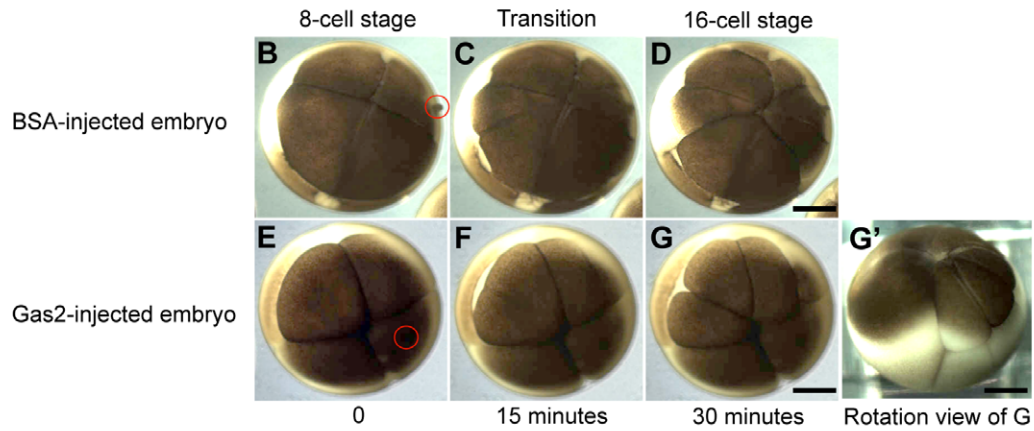 8-cell stage
Transition
16-cell stage
B
C
D
BSA-injected embryo
E
F
G
G’
Gas2-injected embryo
0
15 minutes
30 minutes
Rotation view of G